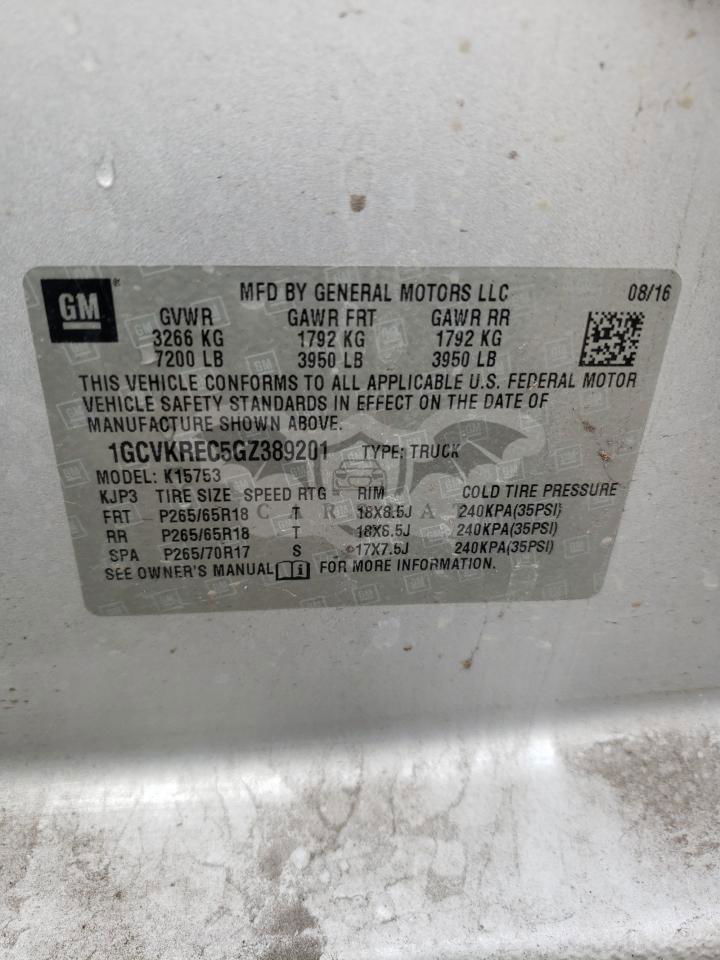 GM® MFD BY GENERAL MOTORS LLC 08/16
GVWR GAWR FRT GAWR RR
3266 KG 1792 KG 1792 KG
7200 LB 3950 LB 3950 LB
THIS VEHICLE CONFORMS TO ALL APPLICABLE U.S. FEDERAL MOTOR
VEHICLE SAFETY STANDARDS IN EFFECT ON THE DATE OF
MANUFACTURE SHOWN ABOVE.
1GCVKREC5GZ389201 TYPE: TRUCK
MODEL: K15753
KJP3 TIRE SIZE SPEED RTG RIM COLD TIRE PRESSURE
FRT P265/65R18 T 18X8.5J 240KPA(35PSI)
RR P265/65R18 T 18X8.5J 240KPA(35PSI)
SPA P265/70R17 S 17X7.5J 240KPA(35PSI)
SEE OWNER'S MANUAL FOR MORE INFORMATION.